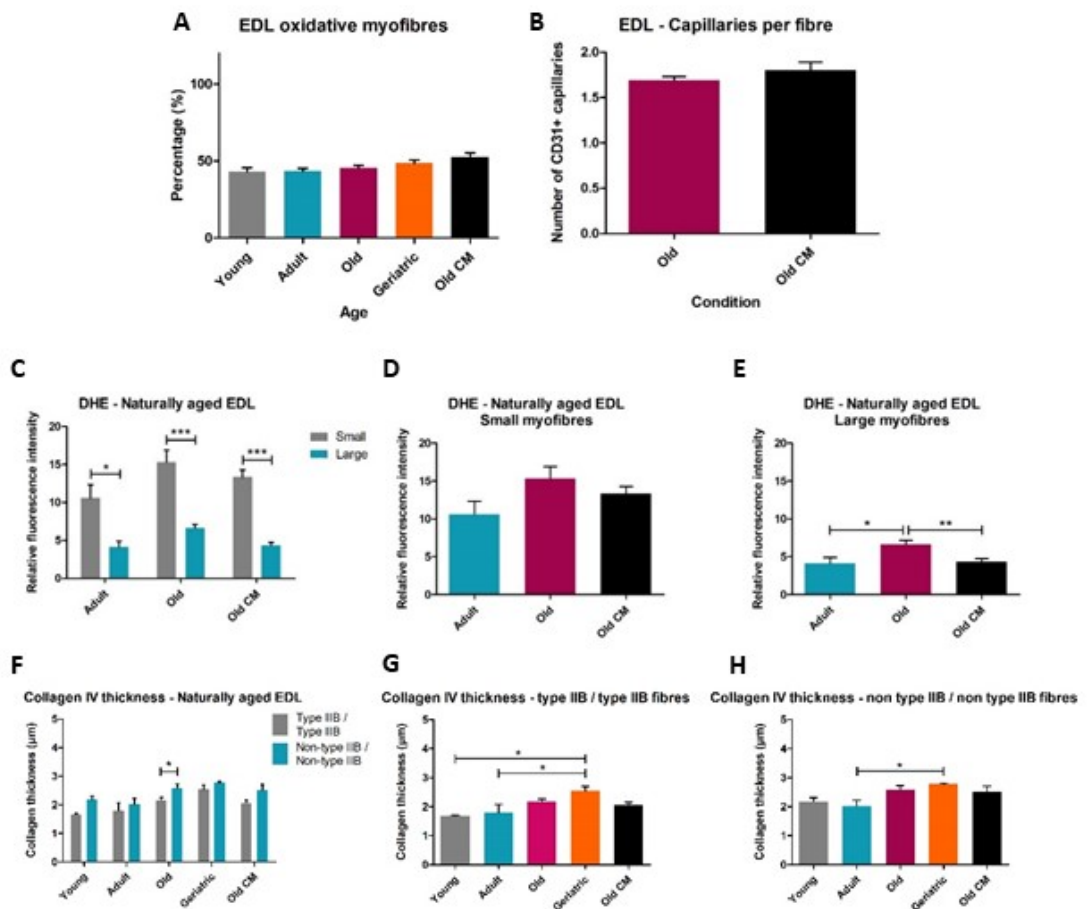 A
EDL oxidative myofibres
Percentage (%)
100
50
0
Young
Adult
Old
Geriatric
Old CM
Age
B
EDL - Capillaries per fibre
Number of CD31+ capillaries
2.0
1.5
1.0
0.5
0.0
Old
Old CM
Condition
C
DHE - Naturally aged EDL
Relative fluorescence intensity
20
15
10
5
0
*
***
***
Small
Large
Adult
Old
Old CM
D
DHE - Naturally aged EDL
Small myofibres
Relative fluorescence intensity
20
15
10
5
0
Adult
Old
Old CM
E
DHE - Naturally aged EDL
Large myofibres
Relative fluorescence intensity
20
15
10
5
0
*
**
Adult
Old
Old CM
F
Collagen IV thickness - Naturally aged EDL
Collagen thickness (µm)
5
4
3
2
1
0
*
Type IIB /
Type IIB
Non-type IIB /
Non-type IIB
Young
Adult
Old
Geriatric
Old CM
G
Collagen IV thickness - type IIB / type IIB fibres
Collagen thickness (µm)
5
4
3
2
1
0
*
*
Young
Adult
Old
Geriatric
Old CM
H
Collagen IV thickness - non type IIB / non type IIB fibres
Collagen thickness (µm)
5
4
3
2
1
0
*
Young
Adult
Old
Geriatric
Old CM